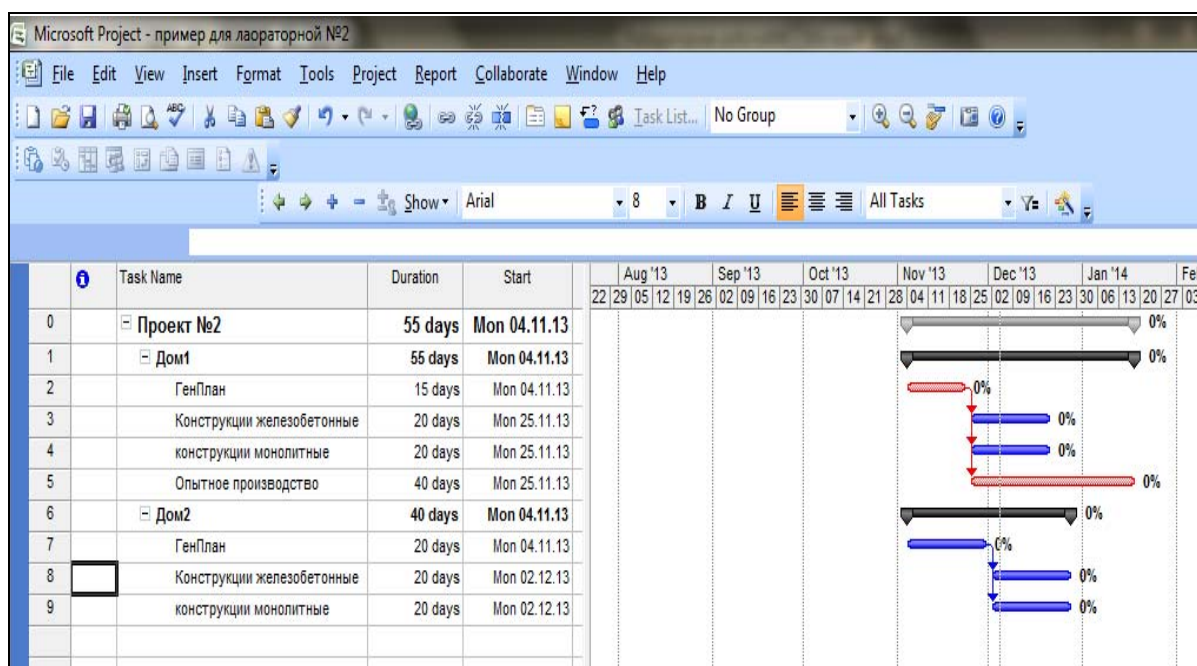 Microsoft Project - пример для лаораторной №2
File Edit View Insert Format Tools Project Report Collaborate Window Help
ABC Task List... No Group
Show Arial 8 B I U All Tasks
Task Name Duration Start Aug '13 Sep '13 Oct '13 Nov '13 Dec '13 Jan '14 Fe
22 29 05 12 19 26 02 09 16 23 30 07 14 21 28 04 11 18 25 02 09 16 23 30 06 13 20 27 03
0 Проект №2 55 days Mon 04.11.13 0%
1 Дом1 55 days Mon 04.11.13 0%
2 ГенПлан 15 days Mon 04.11.13 0%
3 Конструкции железобетонные 20 days Mon 25.11.13 0%
4 конструкции монолитные 20 days Mon 25.11.13 0%
5 Опытное производство 40 days Mon 25.11.13 0%
6 Дом2 40 days Mon 04.11.13 0%
7 ГенПлан 20 days Mon 04.11.13 0%
8 Конструкции железобетонные 20 days Mon 02.12.13 0%
9 конструкции монолитные 20 days Mon 02.12.13 0%